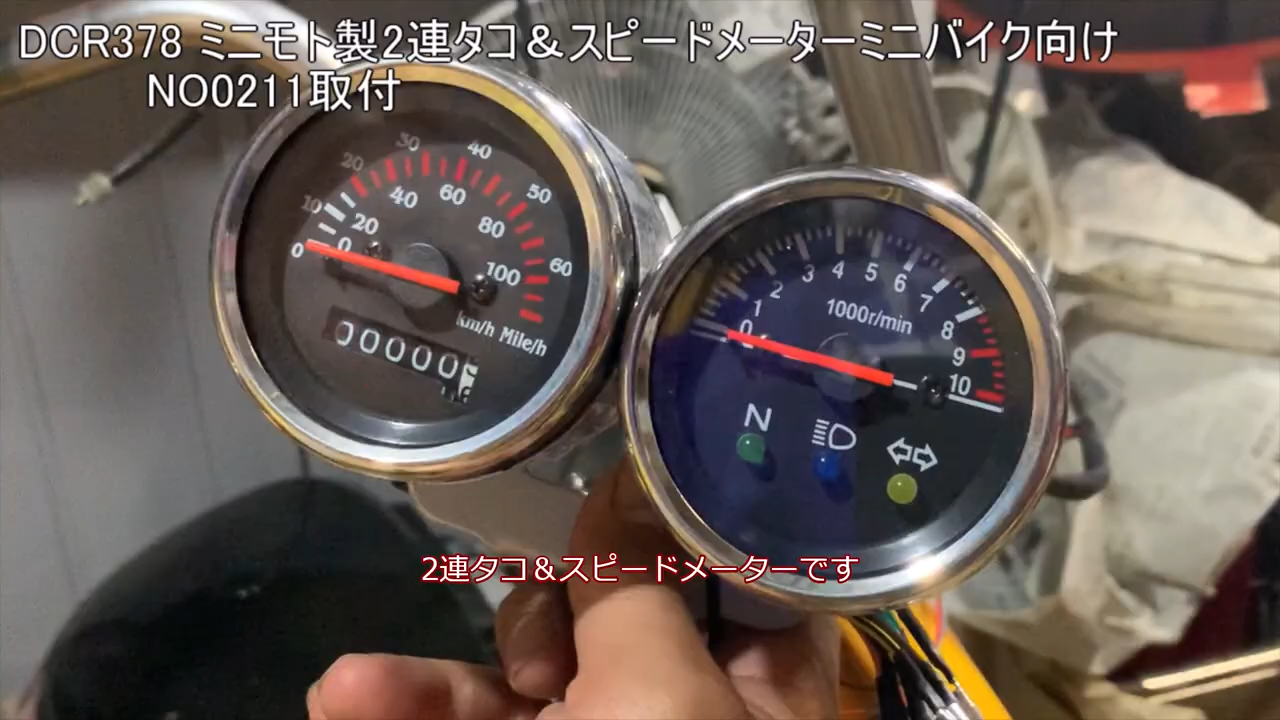 DCR378 ミニモト製2連タコ＆スピードメーターミニバイク向け
NO0211取付
0 10 20 30 40 50 60
0 20 40 60 80 100
km/h Mile/h
00000
0 1 2 3 4 5 6 7 8 9 10
1000r/min
N
2連タコ＆スピードメーターです